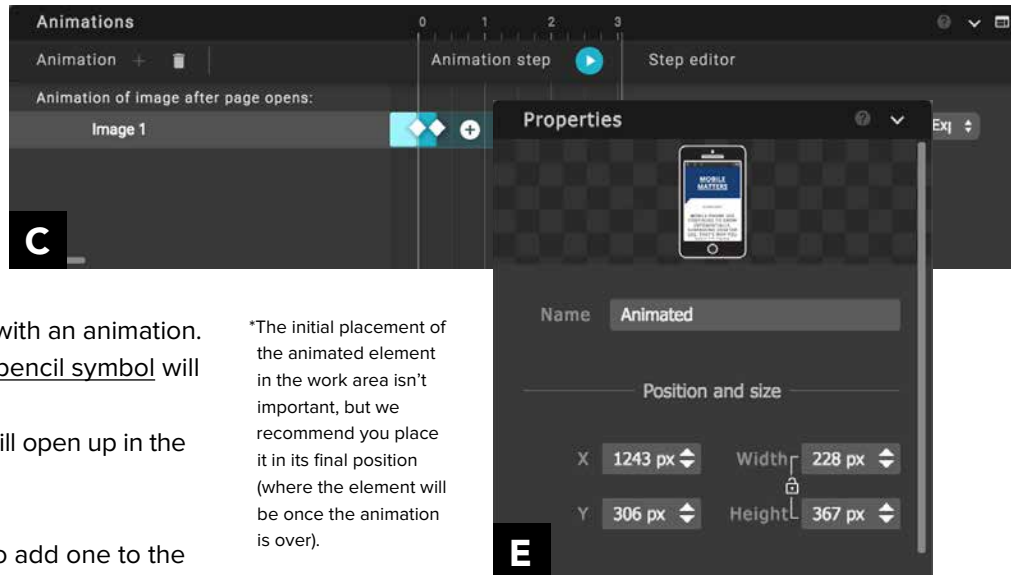 Animations
0 1 2 3
Animation
Animation step
Step editor
Animation of image after page opens:
Image 1
C
with an animation.
pencil symbol will
ill open up in the
o add one to the
*The initial placement of
the animated element
in the work area isn't
important, but we
recommend you place
it in its final position
(where the element will
be once the animation
is over).
Properties
MOBILE
MATTERS
Name Animated
Position and size
X 1243 px Width 228 px
Y 306 px Height 367 px
E